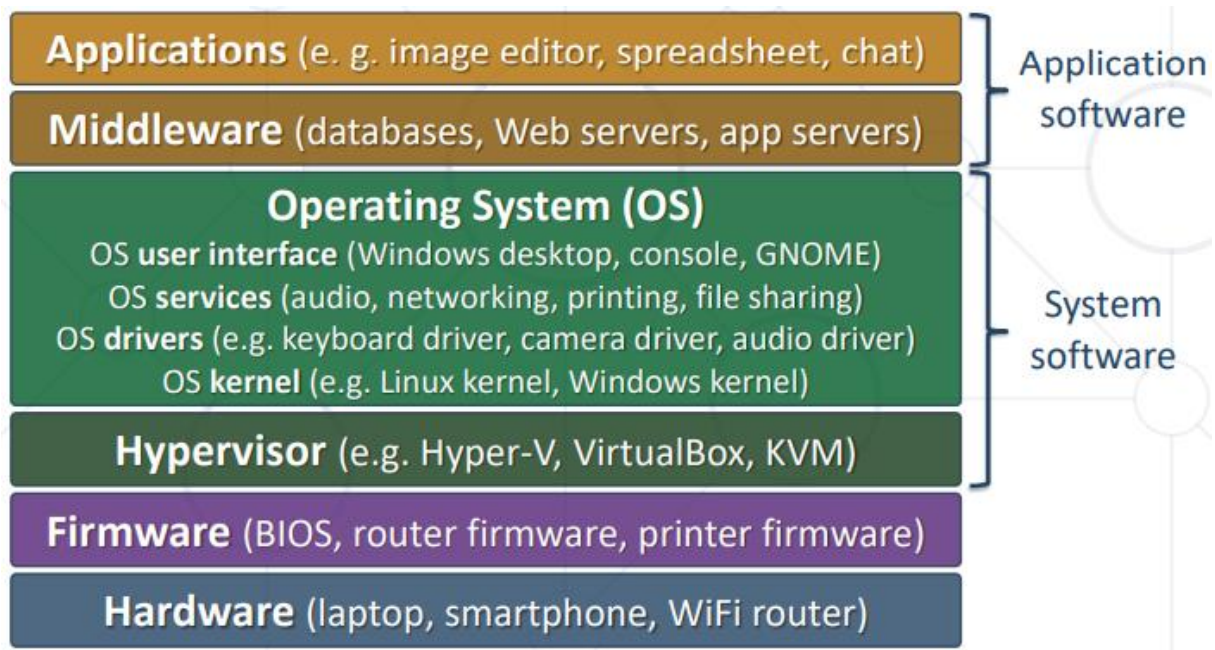 Applications (e. g. image editor, spreadsheet, chat)
Middleware (databases, Web servers, app servers)
Application
software
Operating System (OS)
OS user interface (Windows desktop, console, GNOME)
OS services (audio, networking, printing, file sharing)
OS drivers (e.g. keyboard driver, camera driver, audio driver)
OS kernel (e.g. Linux kernel, Windows kernel)
Hypervisor (e.g. Hyper-V, VirtualBox, KVM)
System
software
Firmware (BIOS, router firmware, printer firmware)
Hardware (laptop, smartphone, WiFi router)